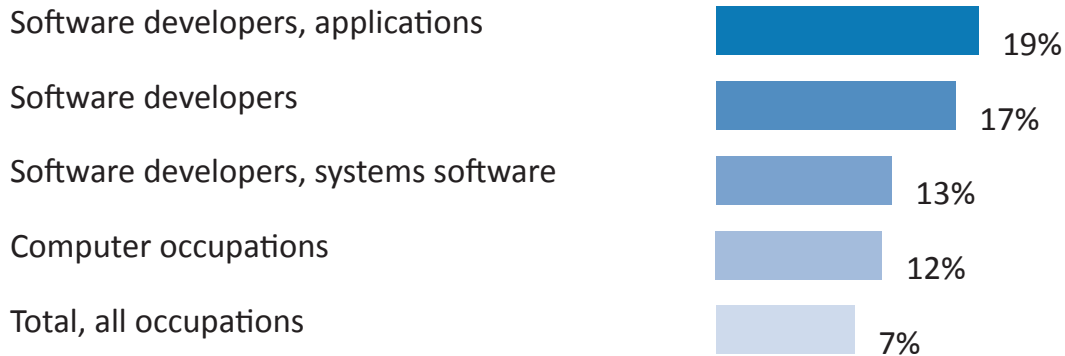 Software developers, applications 19%
Software developers 17%
Software developers, systems software 13%
Computer occupations 12%
Total, all occupations 7%